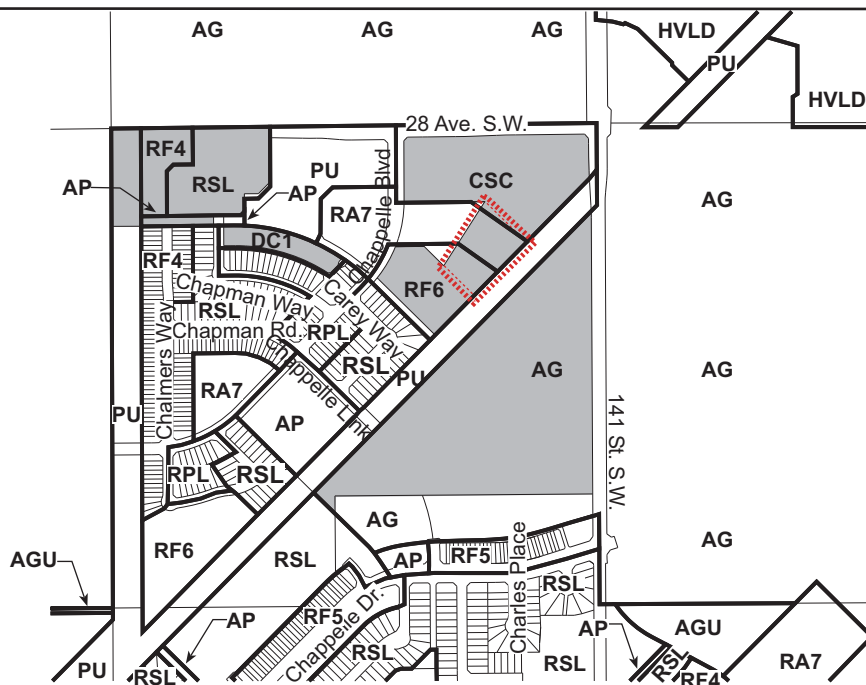 AG AG AG HVLD
PU
HVLD
28 Ave. S.W.
RF4
PU
AP RSL AP
CSC
AG
RA7
Chappelle Blvd
DC1
RF4
RF6
Chapman Way
Carey Way
RSL
Chapman Rd.
RPL
RSL
Chappelle Link
PU
AG
AG
Chalmers Way
RA7
PU
AP
141 St. S.W.
RPL
RSL
AG
RF6
RSL
AP
RF5
AG
AGU
Charles Place
RSL
AP
RF5
Chappelle Dr.
RSL
AP
AGU
PU
RSL
RSL
RSL
RF4
RA7